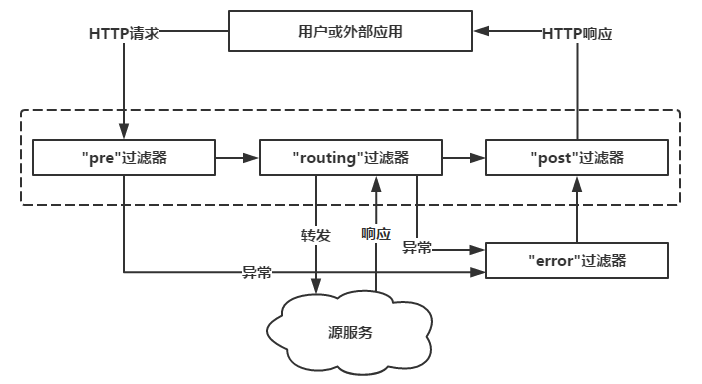 用户或外部应用
HTTP请求
HTTP响应
"pre"过滤器
"routing"过滤器
"post"过滤器
转发
响应
异常
"error"过滤器
异常
源服务